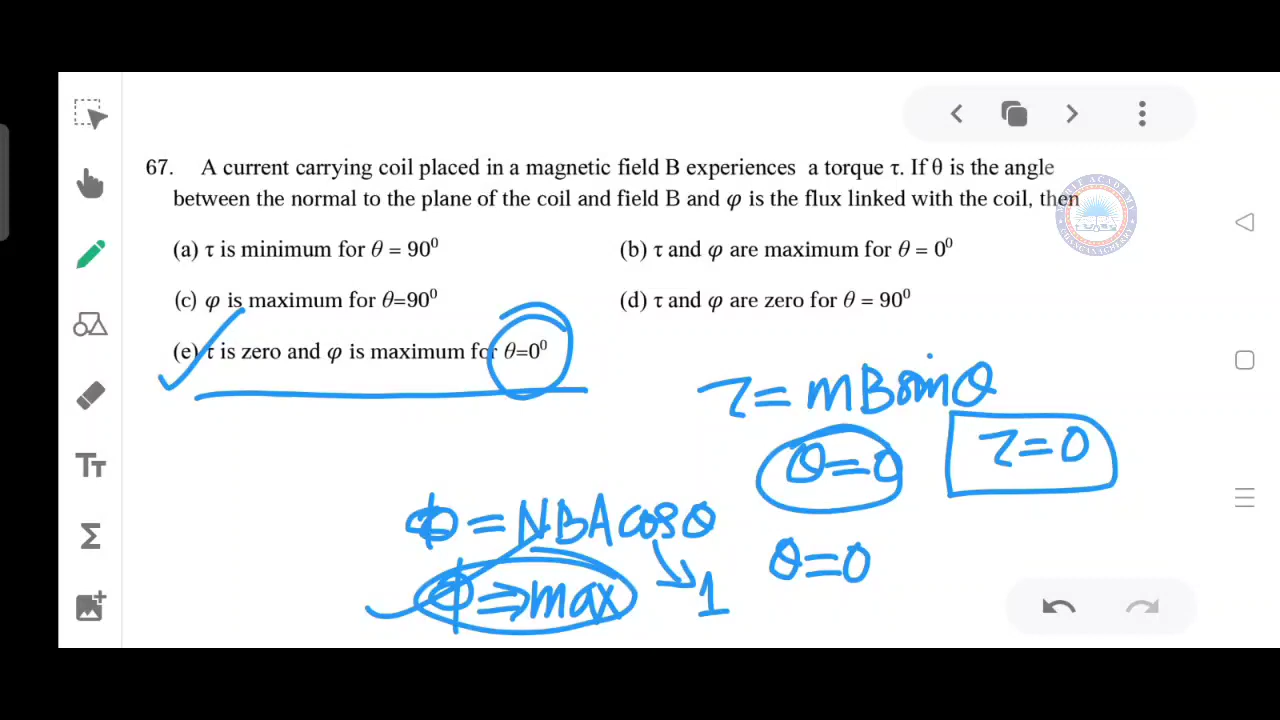 67. A current carrying coil placed in a magnetic field B experiences a torque τ. If θ is the angle
between the normal to the plane of the coil and field B and φ is the flux linked with the coil, then
(a) τ is minimum for θ = 90⁰ (b) τ and φ are maximum for θ = 0⁰
(c) φ is maximum for θ=90⁰ (d) τ and φ are zero for θ = 90⁰
(e) τ is zero and φ is maximum for θ=0⁰
τ = mBsinθ
θ=0 τ=0
ϕ = NBA cosθ
θ=0
ϕ ⇒ max 1
Tт
Σ